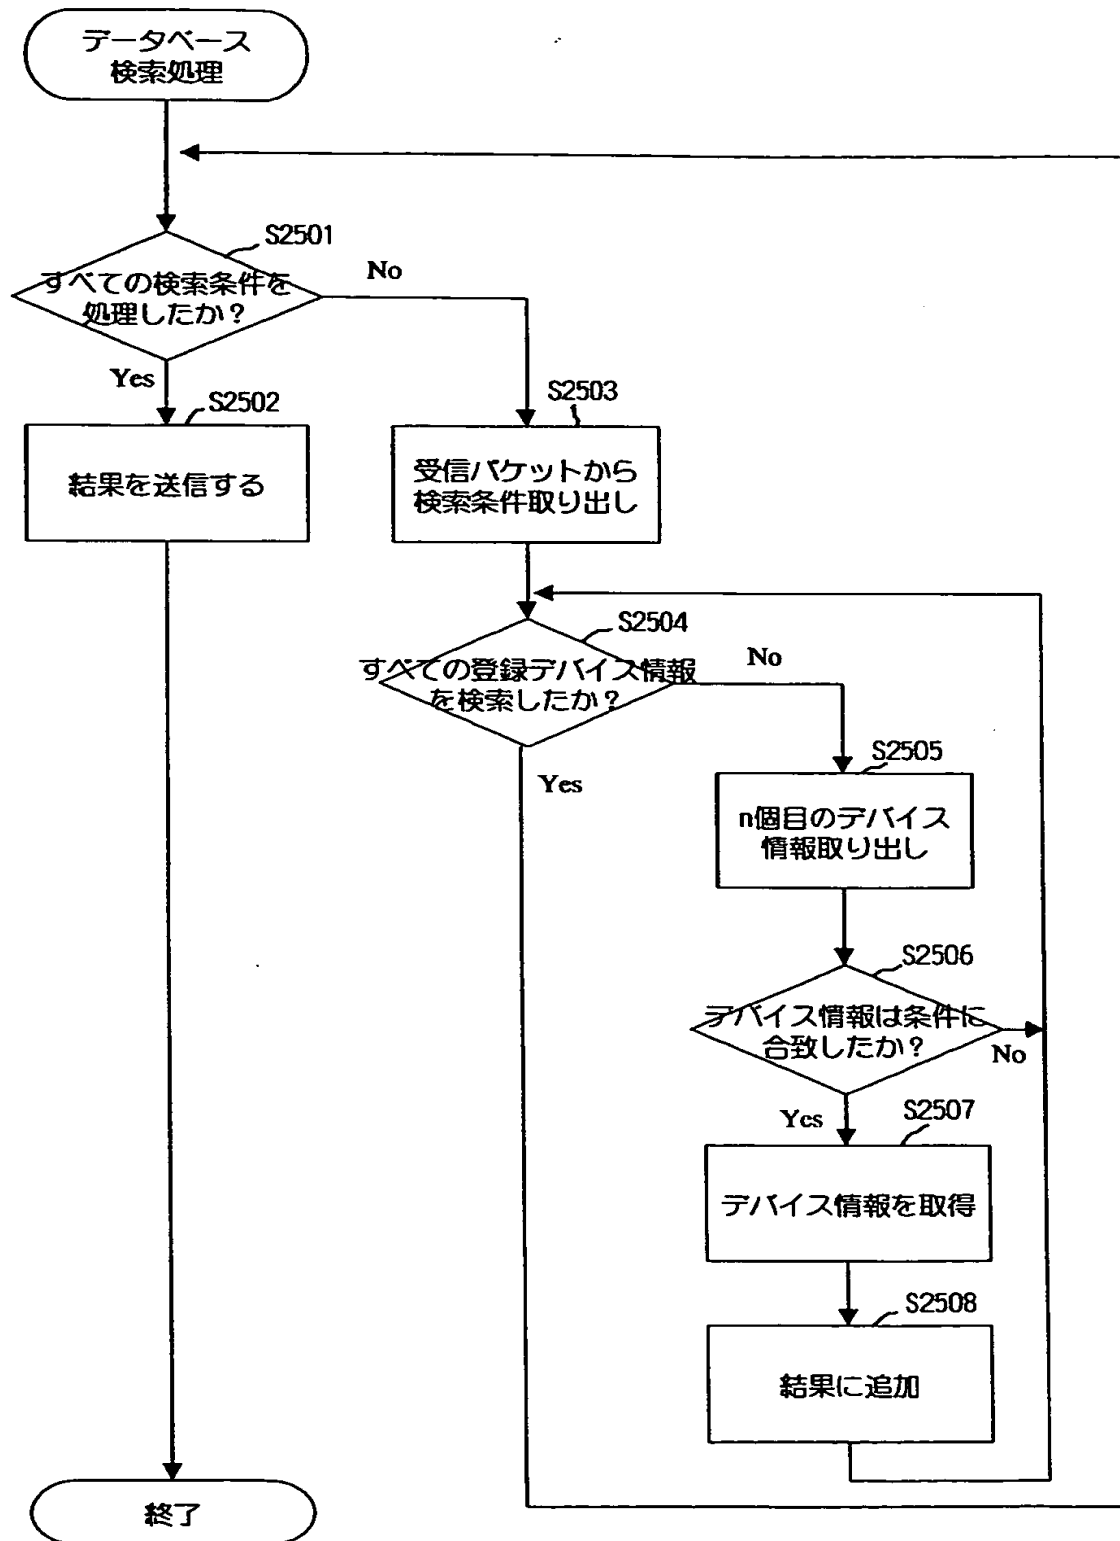 データベース
検索処理
S2501
すべての検索条件を
処理したか?
No
Yes
S2502
結果を送信する
S2503
受信パケットから
検索条件取り出し
S2504
すべての登録デバイス情報
を検索したか?
No
Yes
S2505
n個目のデバイス
情報取り出し
S2506
デバイス情報は条件に
合致したか?
No
Yes
S2507
デバイス情報を取得
S2508
結果に追加
終了